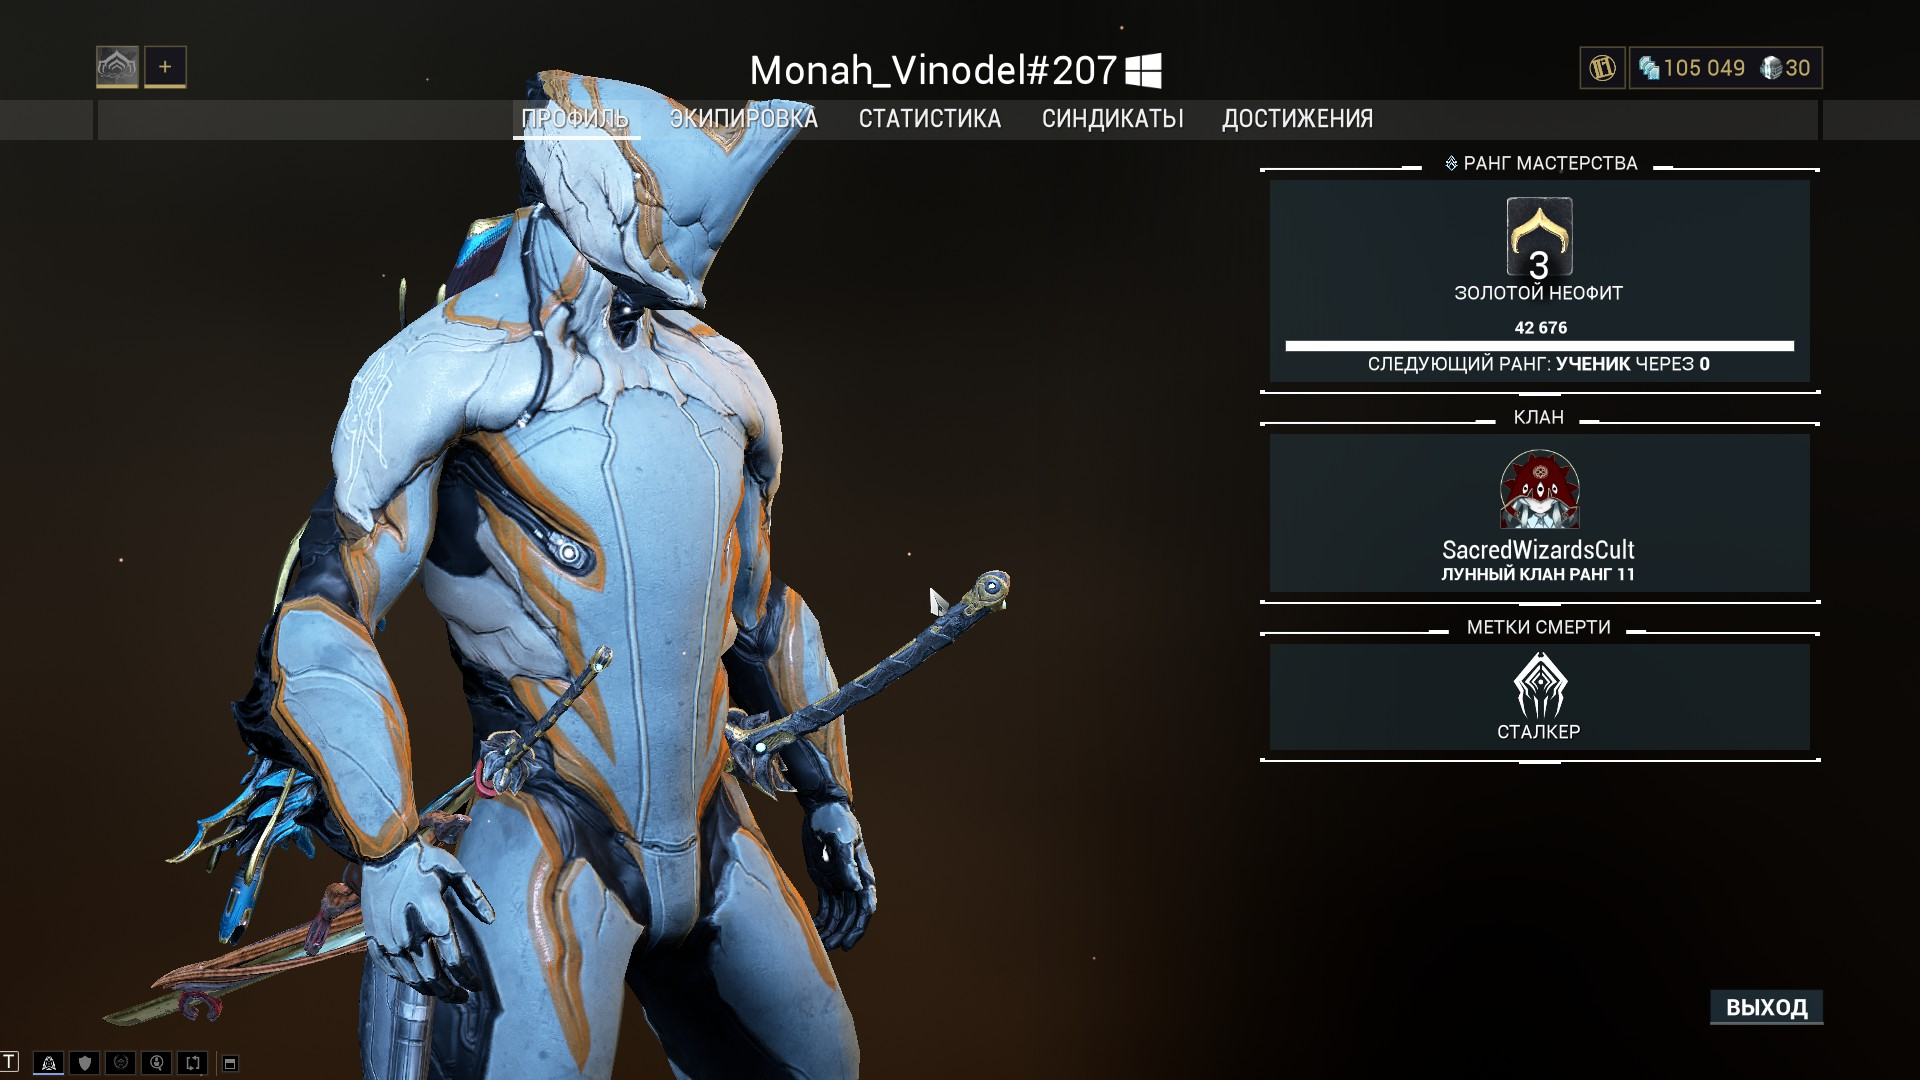 Monah_Vinodel#207
+
105 049 30
ПРОФИЛЬ ЭКИПИРОВКА СТАТИСТИКА СИНДИКАТЫ ДОСТИЖЕНИЯ
РАНГ МАСТЕРСТВА
3
ЗОЛОТОЙ НЕОФИТ
42 676
СЛЕДУЮЩИЙ РАНГ: УЧЕНИК ЧЕРЕЗ 0
КЛАН
SacredWizardsCult
ЛУННЫЙ КЛАН РАНГ 11
МЕТКИ СМЕРТИ
СТАЛКЕР
ВЫХОД
T